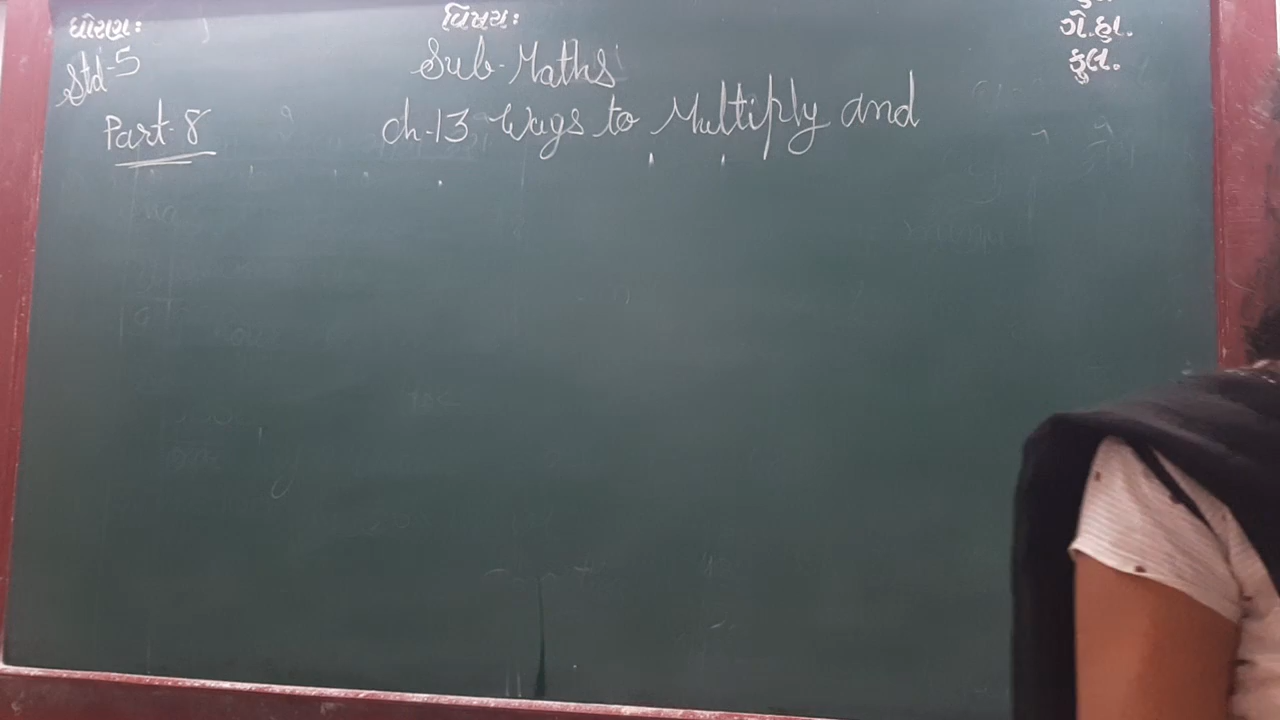 ધોરણઃ વિષયઃ
ગે.હા.
Std-5 Sub-Maths કુલ.
Part-8 Ch-13 Ways to Multiply and